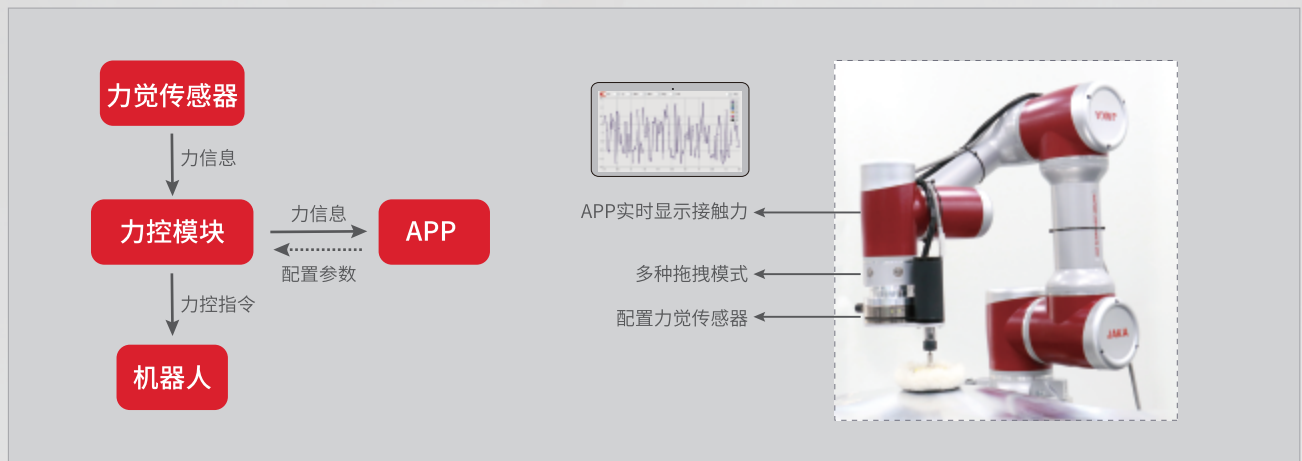 力觉传感器
力信息
力控模块
力信息
APP
配置参数
力控指令
机器人
APP实时显示接触力
多种拖拽模式
配置力觉传感器
JAKA